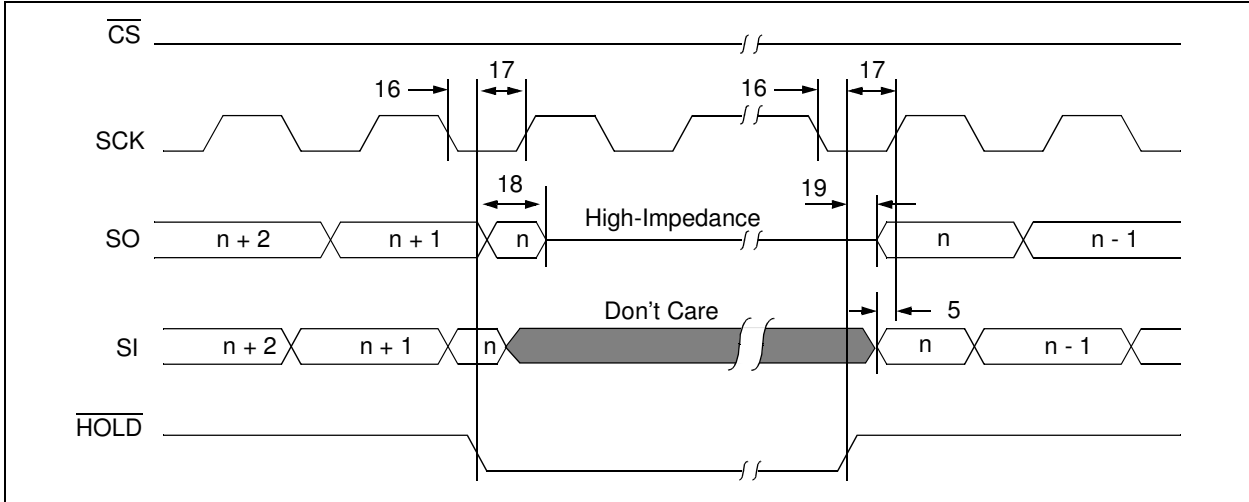 CS
16
17
16
17
SCK
18
19
High-Impedance
SO
n + 2
n + 1
n
n
n - 1
Don't Care
5
SI
n + 2
n + 1
n
n
n - 1
HOLD